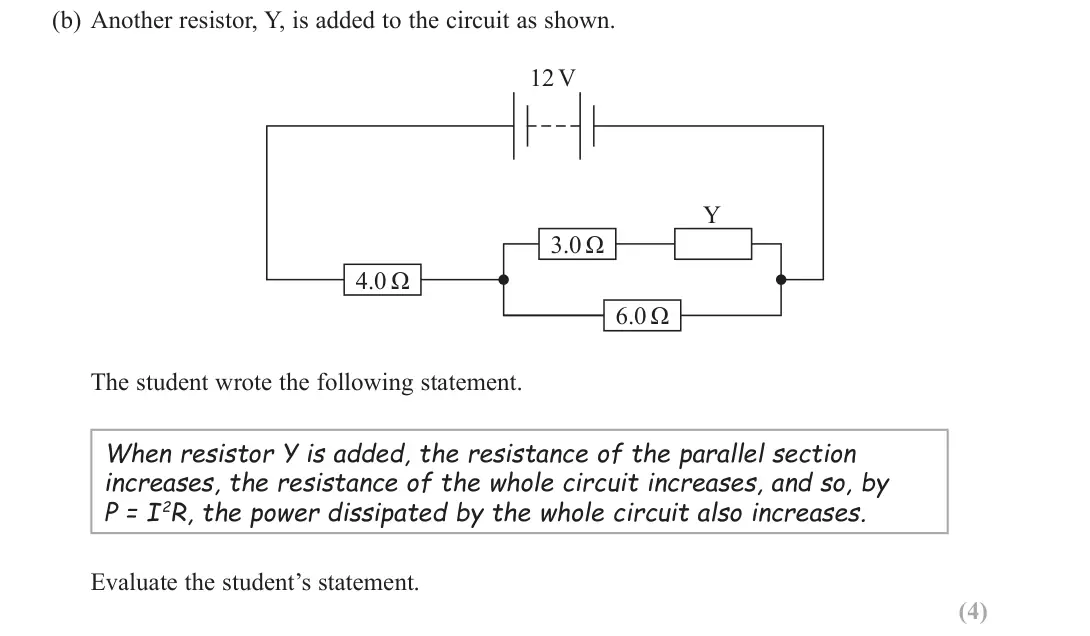 (b) Another resistor, Y, is added to the circuit as shown.
12 V
Y
3.0 Ω
4.0 Ω
6.0 Ω
The student wrote the following statement.
When resistor Y is added, the resistance of the parallel section
increases, the resistance of the whole circuit increases, and so, by
P = I²R, the power dissipated by the whole circuit also increases.
Evaluate the student’s statement.
(4)